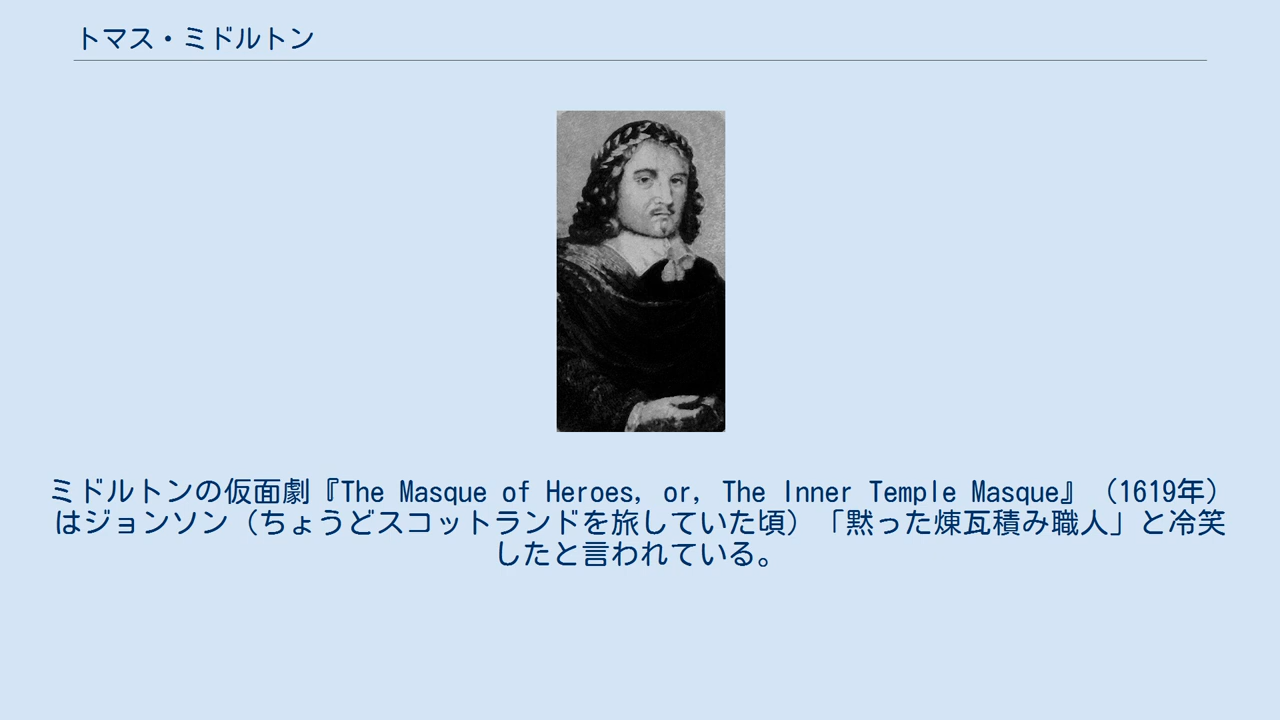 トマス・ミドルトン
ミドルトンの仮面劇『The Masque of Heroes, or, The Inner Temple Masque』（1619年）
はジョンソン（ちょうどスコットランドを旅していた頃）「黙った煉瓦積み職人」と冷笑
したと言われている。